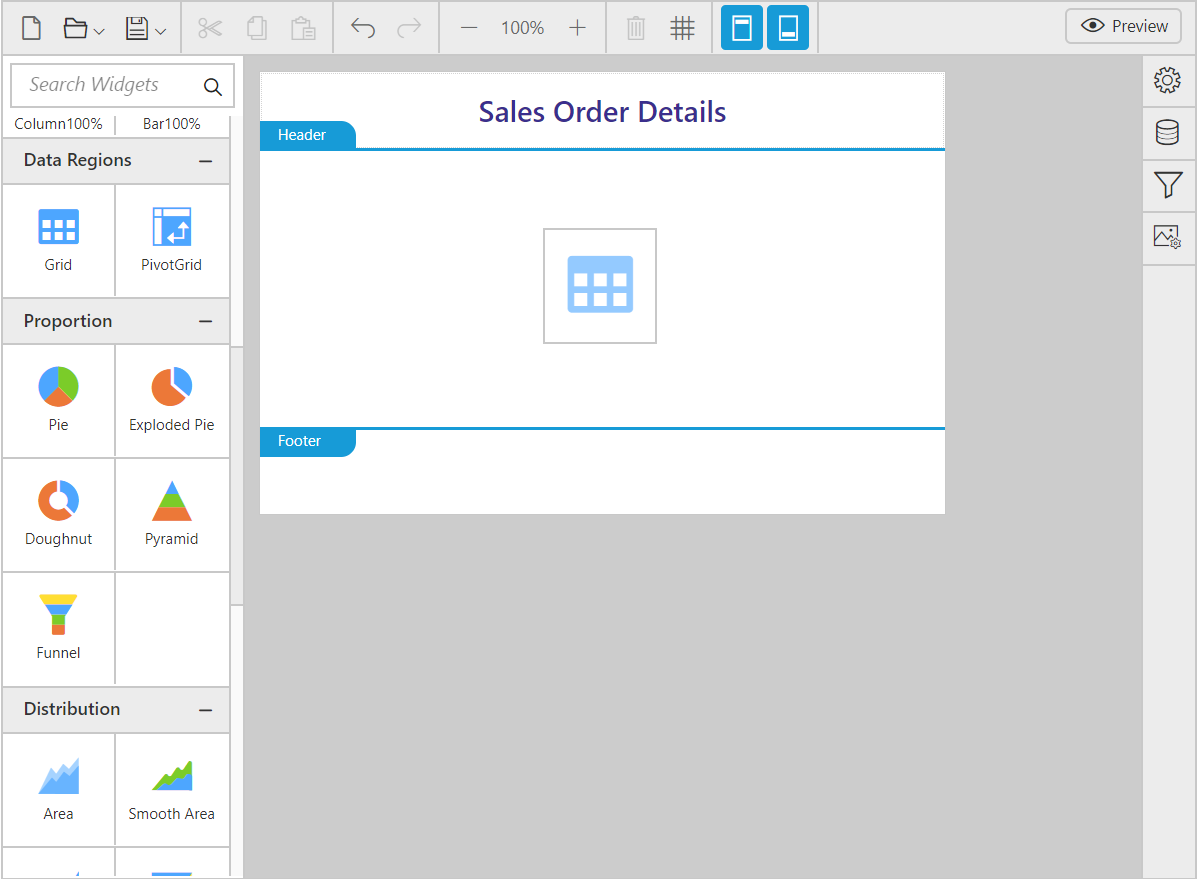 100%
Preview
Search Widgets
Column100% Bar100%
Data Regions
Grid PivotGrid
Proportion
Pie Exploded Pie
Doughnut Pyramid
Funnel
Distribution
Area Smooth Area
Sales Order Details
Header
Footer